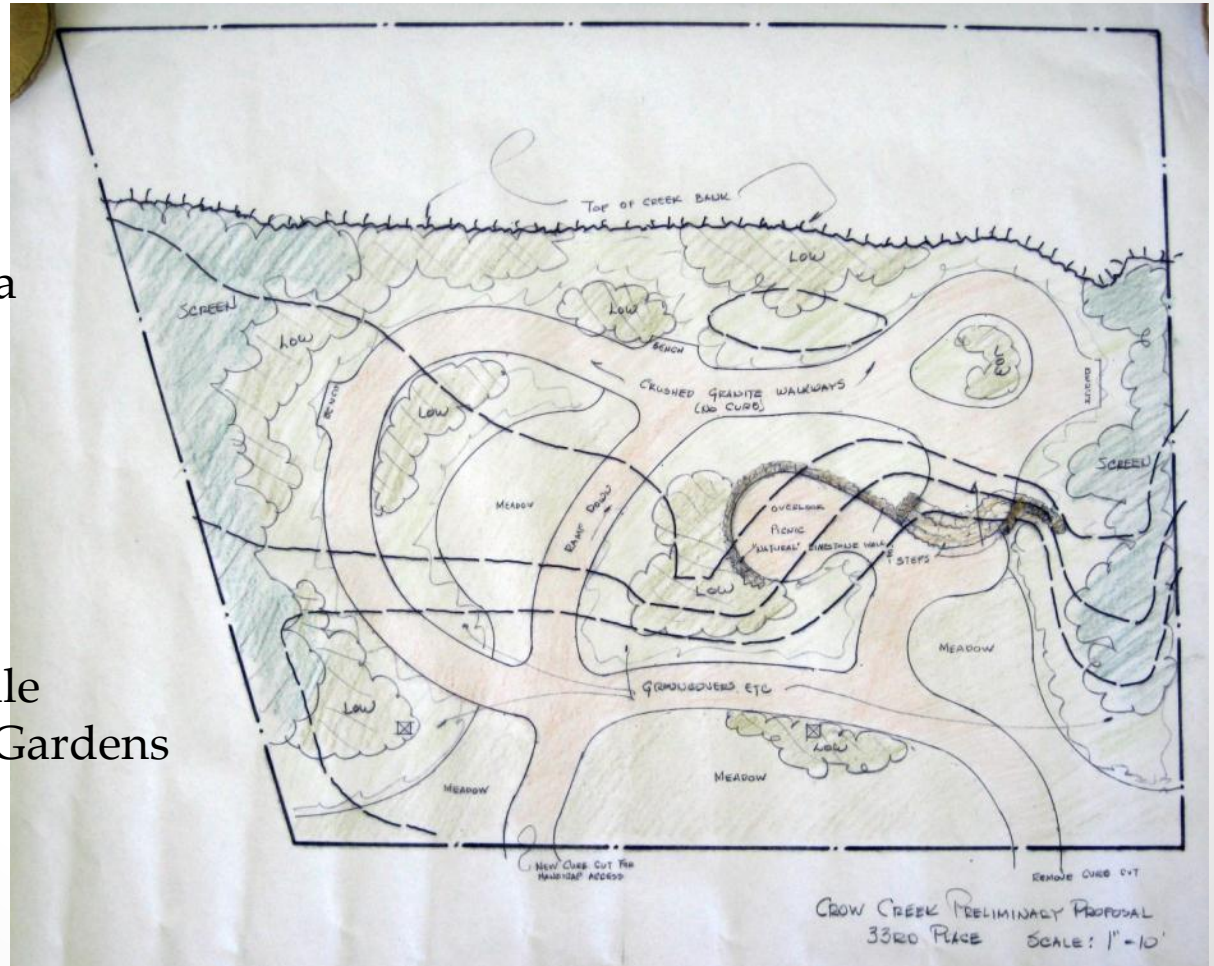 a
le
Gardens
TOP OF CREEK BANK
LOW
SCREEN
LOW
LOW
BENCH
CRUSHED GRANITE WALKWAYS
(NO CURB)
LOW
BENCH
LOW
SCREEN
MEADOW
RAMP DOWN
OVERLOOK
PICNIC
"NATURAL" LIMESTONE WALL
STEPS
LOW
MEADOW
GROUNDCOVERS, ETC
LOW
LOW
MEADOW
MEADOW
NEW CURB CUT FOR
HANDICAP ACCESS
REMOVE CURB CUT
CROW CREEK PRELIMINARY PROPOSAL
33RD PLACE SCALE: 1" = 10'